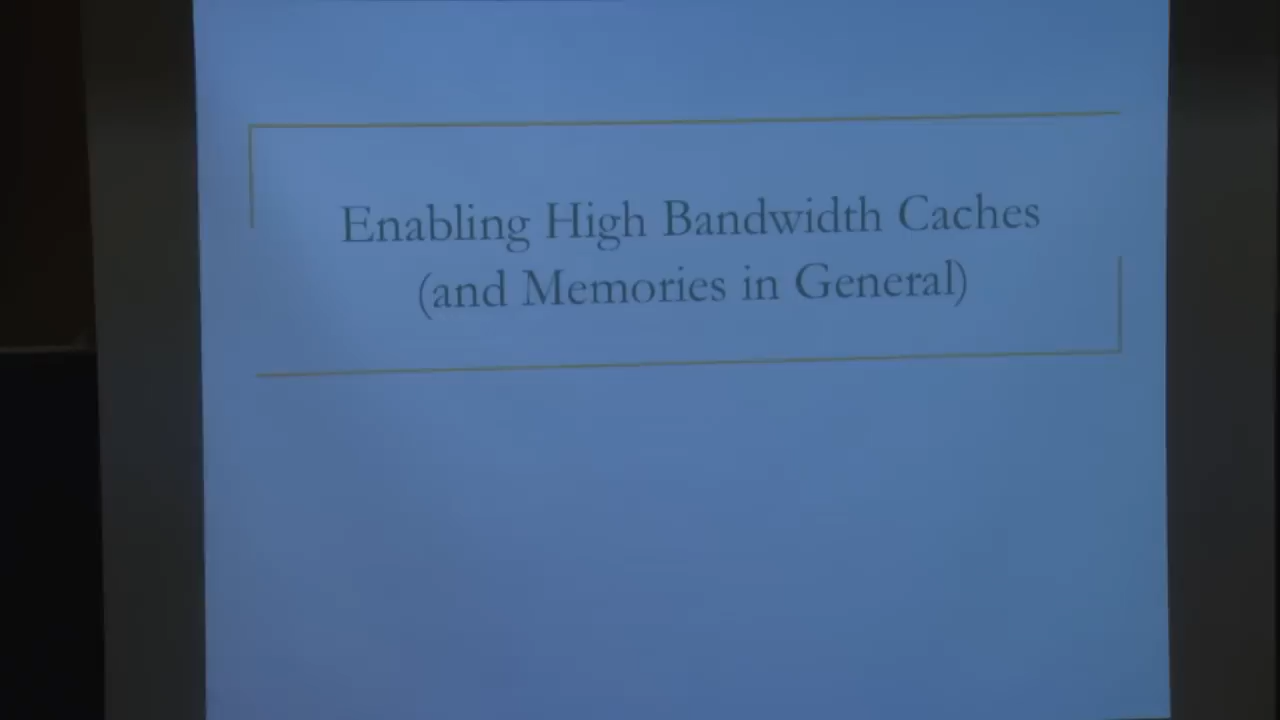 Enabling High Bandwidth Caches
(and Memories in General)